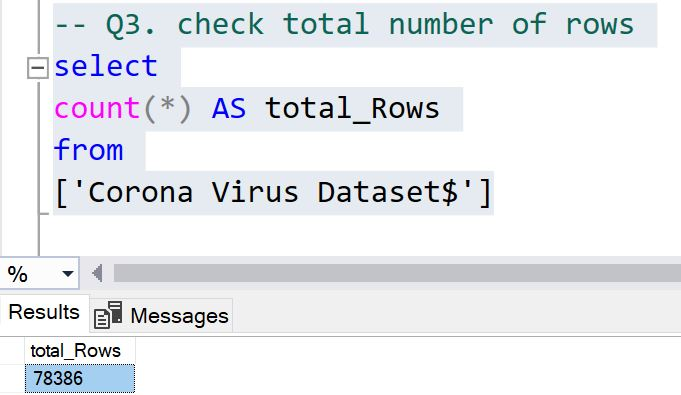 -- Q3. check total number of rows
select
count(*) AS total_Rows
from
['Corona Virus Dataset$']
%
Results Messages
total_Rows
78386